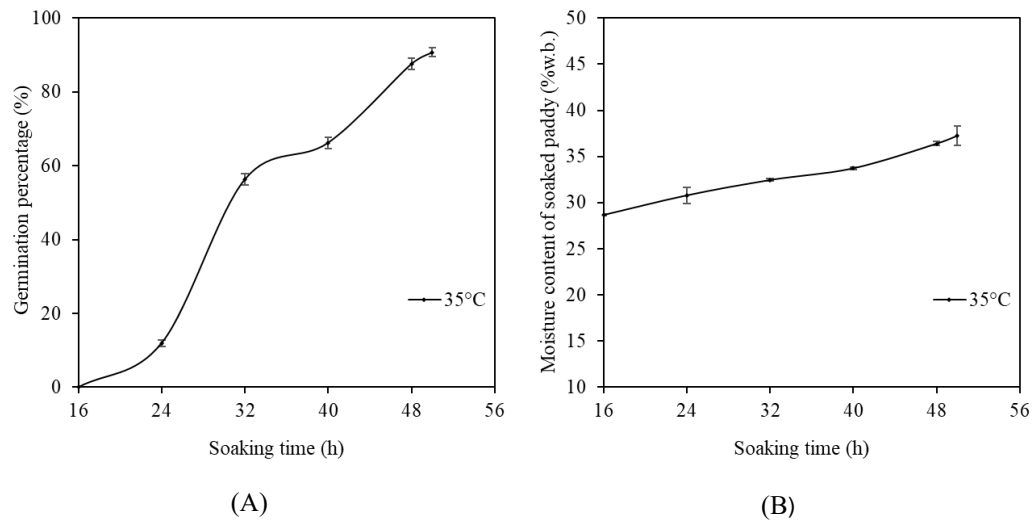 Germination percentage (%)
100
80
60
40
20
0
16 24 32 40 48 56
35°C
Soaking time (h)
(A)
Moisture content of soaked paddy (%w.b.)
50
45
40
35
30
25
20
15
10
16 24 32 40 48 56
35°C
Soaking time (h)
(B)